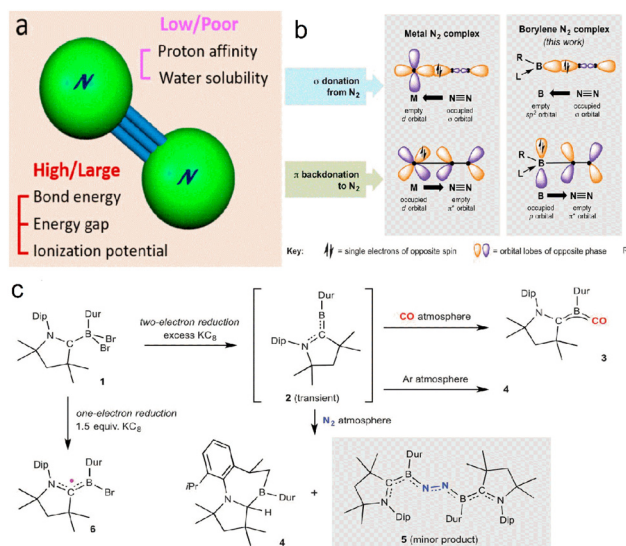 a
Low/Poor
Proton affinity
Water solubility
N
N
High/Large
Bond energy
Energy gap
Ionization potential
b
Metal N2 complex
Borylene N2 complex
(this work)
σ donation
from N2
M
N≡N
empty
d orbital
occupied
σ orbital
R
L
B
B
N≡N
empty
sp2 orbital
occupied
σ orbital
π backdonation
to N2
M
N≡N
occupied
d orbital
empty
π* orbital
R
L
B
B
N≡N
occupied
p orbital
empty
π* orbital
Key:
= single electrons of opposite spin
= orbital lobes of opposite phase
F
c
Dip
Dur
N
C
B
Br
Br
1
two-electron reduction
excess KC8
Dur
B
C
Dip
N
2 (transient)
CO atmosphere
Ar atmosphere
4
Dip
Dur
N
C
B
CO
3
one-electron reduction
1.5 equiv. KC8
N2 atmosphere
Dip
Dur
N
C
B
Br
6
iPr
N
B
Dur
H
4
+
Dur
B
C
N
N
N
Dip
B
C
N
Dur
Dip
5 (minor product)